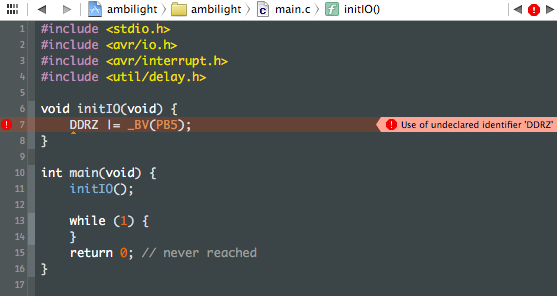 ambilight ambilight main.c initIO()
1 #include <stdio.h>
2 #include <avr/io.h>
3 #include <avr/interrupt.h>
4 #include <util/delay.h>
5
6 void initIO(void) {
7 DDRZ |= _BV(PB5); Use of undeclared identifier 'DDRZ'
8 }
9
10 int main(void) {
11 initIO();
12
13 while (1) {
14 }
15 return 0; // never reached
16 }
17